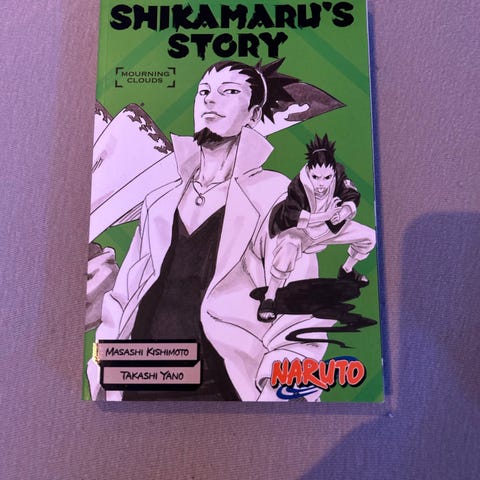 SHIKAMARU'S
STORY
MOURNING
CLOUDS
MASASHI KISHIMOTO
TAKASHI YANO
NARUTO